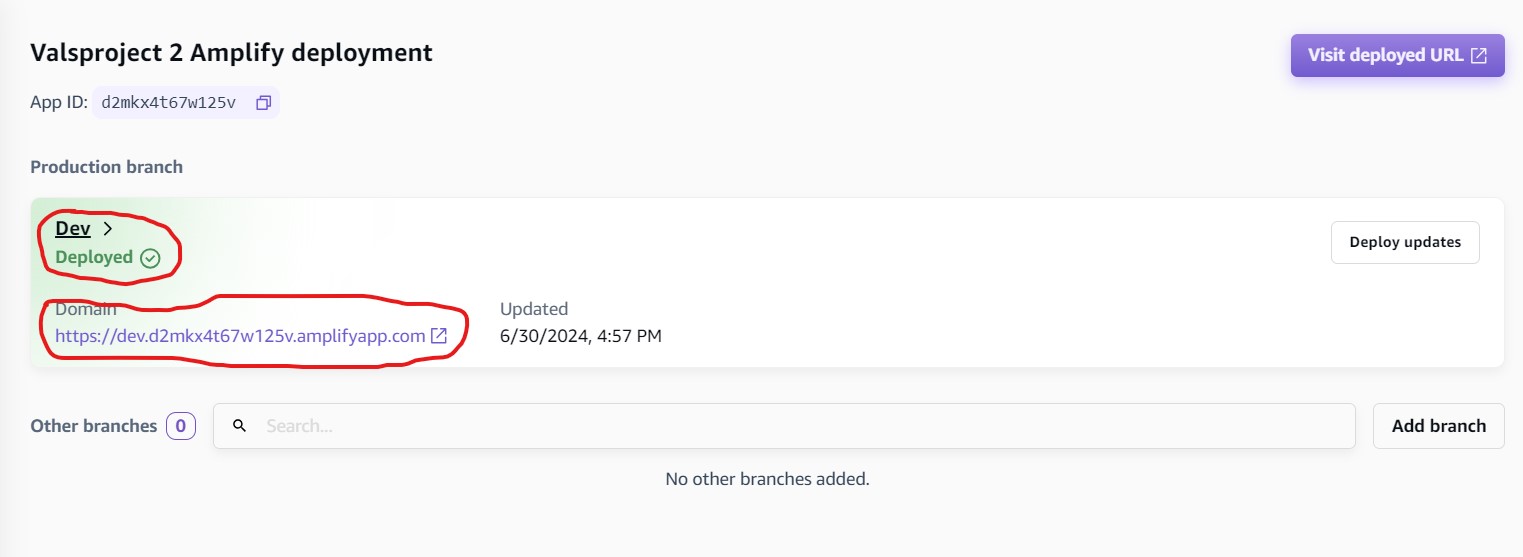 Valsproject 2 Amplify deployment
Visit deployed URL
App ID: d2mkx4t67w125v
Production branch
Dev
Deployed
Deploy updates
Domain
Updated
https://dev.d2mkx4t67w125v.amplifyapp.com
6/30/2024, 4:57 PM
Other branches 0
Search...
Add branch
No other branches added.